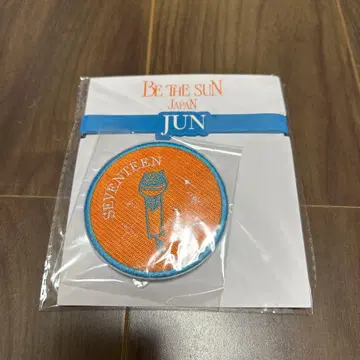 BE THE SUN
JAPAN
JUN
SEVENTEEN